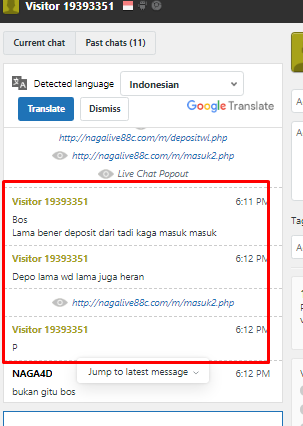 Visitor 19393351
Current chat
Past chats (11)
Detected language
Indonesian
Translate
Dismiss
Google Translate
http://nagalive88c.com/m/depositwl.php
http://nagalive88c.com/m/masuk2.php
Live Chat Popout
Visitor 19393351 6:11 PM
Bos
Lama bener deposit dari tadi kaga masuk masuk
Visitor 19393351 6:12 PM
Depo lama wd lama juga heran
http://nagalive88c.com/m/masuk2.php
Visitor 19393351 6:12 PM
P
Jump to latest message
NAGA4D 6:12 PM
bukan gitu bos